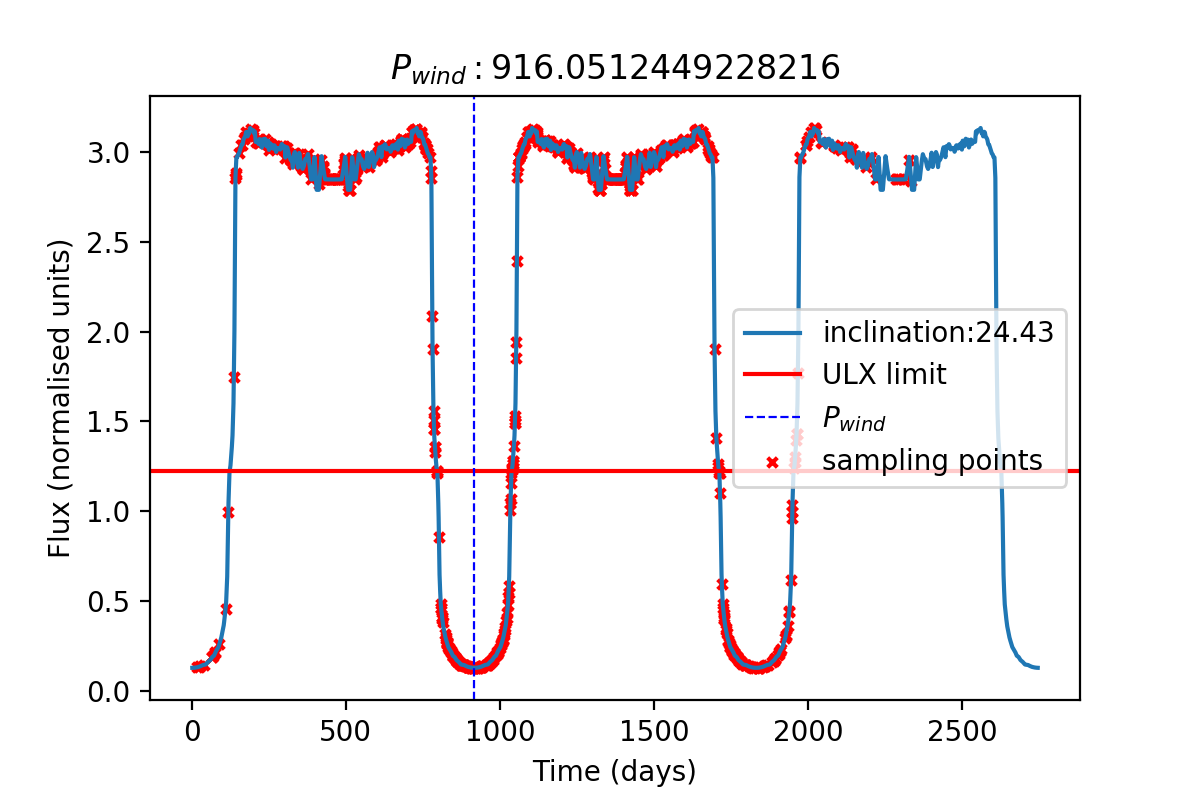 P_wind : 916.0512449228216
Flux (normalised units)
3.0
2.5
2.0
1.5
1.0
0.5
0.0
inclination:24.43
ULX limit
P_wind
sampling points
0
500
1000
1500
2000
2500
Time (days)